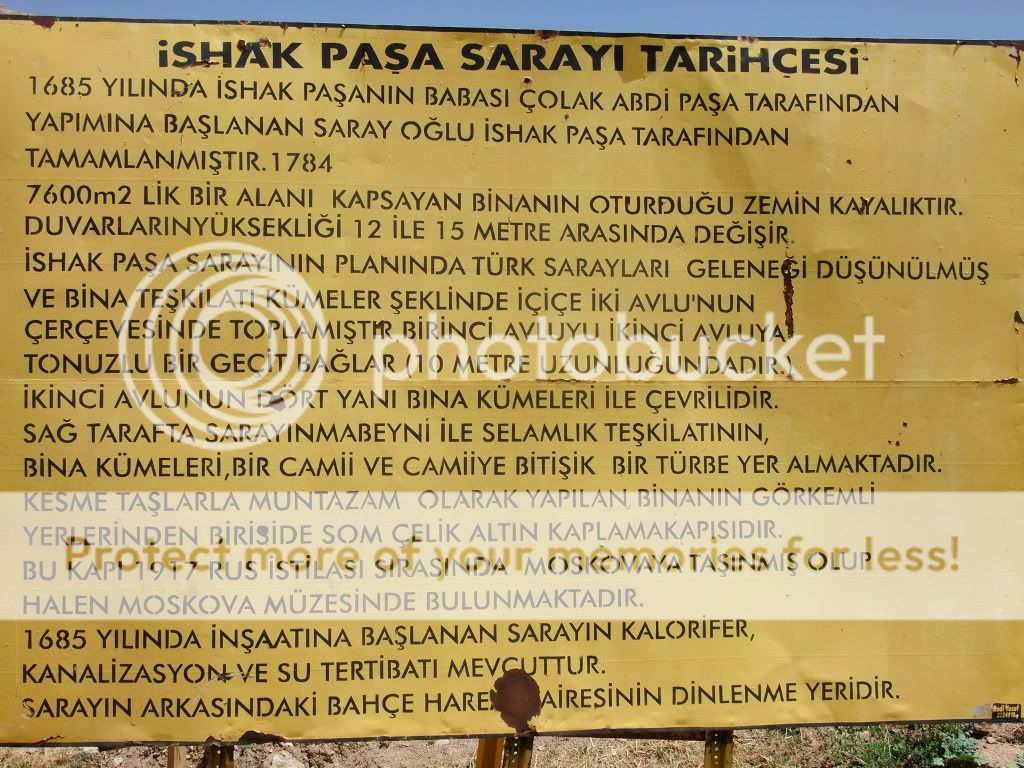 iSHAK PAŞA SARAYI TARiHÇESi
1685 YILINDA İSHAK PAŞANIN BABASI ÇOLAK ABDİ PAŞA TARAFINDAN
YAPIMINA BAŞLANAN SARAY OĞLU İSHAK PAŞA TARAFINDAN
TAMAMLANMIŞTIR.1784
7600m2 LİK BİR ALANI KAPSAYAN BİNANIN OTURDUĞU ZEMİN KAYALIKTIR.
DUVARLARINYÜKSEKLİĞİ 12 İLE 15 METRE ARASINDA DEĞİŞİR
İSHAK PAŞA SARAYININ PLANINDA TÜRK SARAYLARI GELENEĞİ DÜŞÜNÜLMÜŞ
VE BİNA TEŞKİLATI KÜMELER ŞEKLİNDE İÇİÇE İKİ AVLU'NUN
ÇERÇEVESİNDE TOPLAMIŞTIR BİRİNCİ AVLUYU İKİNCİ AVLUYA
TONUZLU BİR GEÇİT BAĞLAR (10 METRE UZUNLUĞUNDADIR.)
İKİNCİ AVLUNUN DÖRT YANI BİNA KÜMELERİ İLE ÇEVRİLİDİR.
SAĞ TARAFTA SARAYINMABEYNİ İLE SELAMLIK TEŞKİLATININ,
BİNA KÜMELERİ,BİR CAMİİ VE CAMİİYE BİTİŞİK BİR TÜRBE YER ALMAKTADIR.
KESME TAŞLARLA MUNTAZAM OLARAK YAPILAN BİNANIN GÖRKEMLİ
YERLERİNDEN BİRİSİDE SOM ÇELİK ALTIN KAPLAMAKAPISIDIR.
BU KAPI 1917 RUS İSTİLASI SIRASINDA MOSKOVAYA TAŞINMIŞ OLUP
HALEN MOSKOVA MÜZESİNDE BULUNMAKTADIR.
1685 YILINDA İNŞAATINA BAŞLANAN SARAYIN KALORİFER,
KANALİZASYON VE SU TERTİBATI MEVCUTTUR.
SARAYIN ARKASINDAKİ BAHÇE HAREM AİRESİNİN DİNLENME YERİDİR.
photobucket
Protect more of your memories for less!